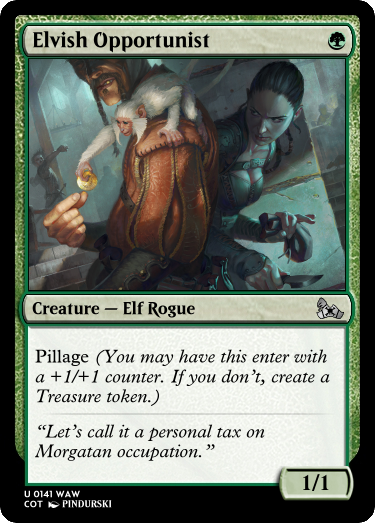 Elvish Opportunist
Creature — Elf Rogue
Pillage (You may have this enter with
a +1/+1 counter. If you don't, create a
Treasure token.)
“Let's call it a personal tax on
Morgatan occupation.”
1/1
U 0141 WAW
COT PINDURSKI